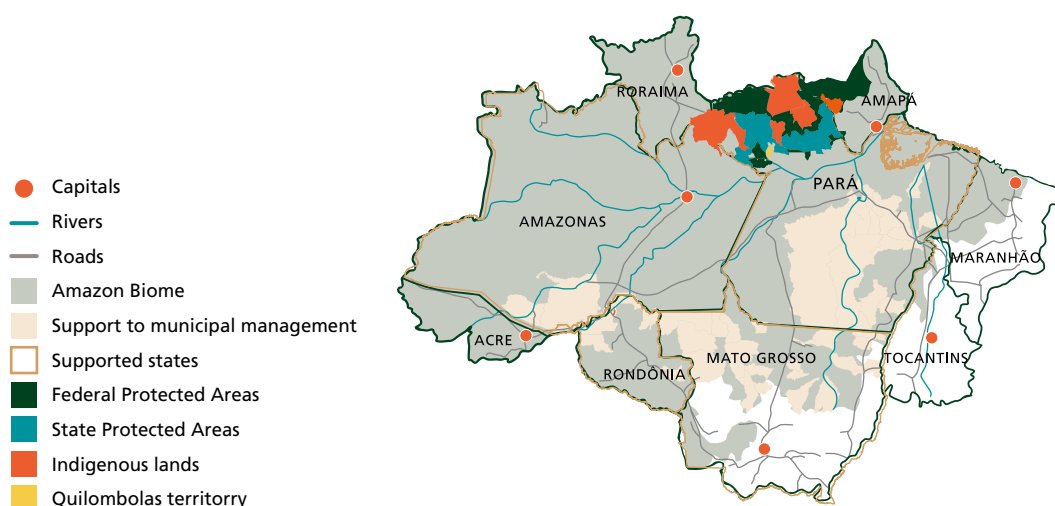 Capitals
Rivers
Roads
Amazon Biome
Support to municipal management
Supported states
Federal Protected Areas
State Protected Areas
Indigenous lands
Quilombolas territorry
RORAIMA
AMAPÁ
PARÁ
AMAZONAS
MARANHÃO
ACRE
RONDÔNIA
MATO GROSSO
TOCANTINS